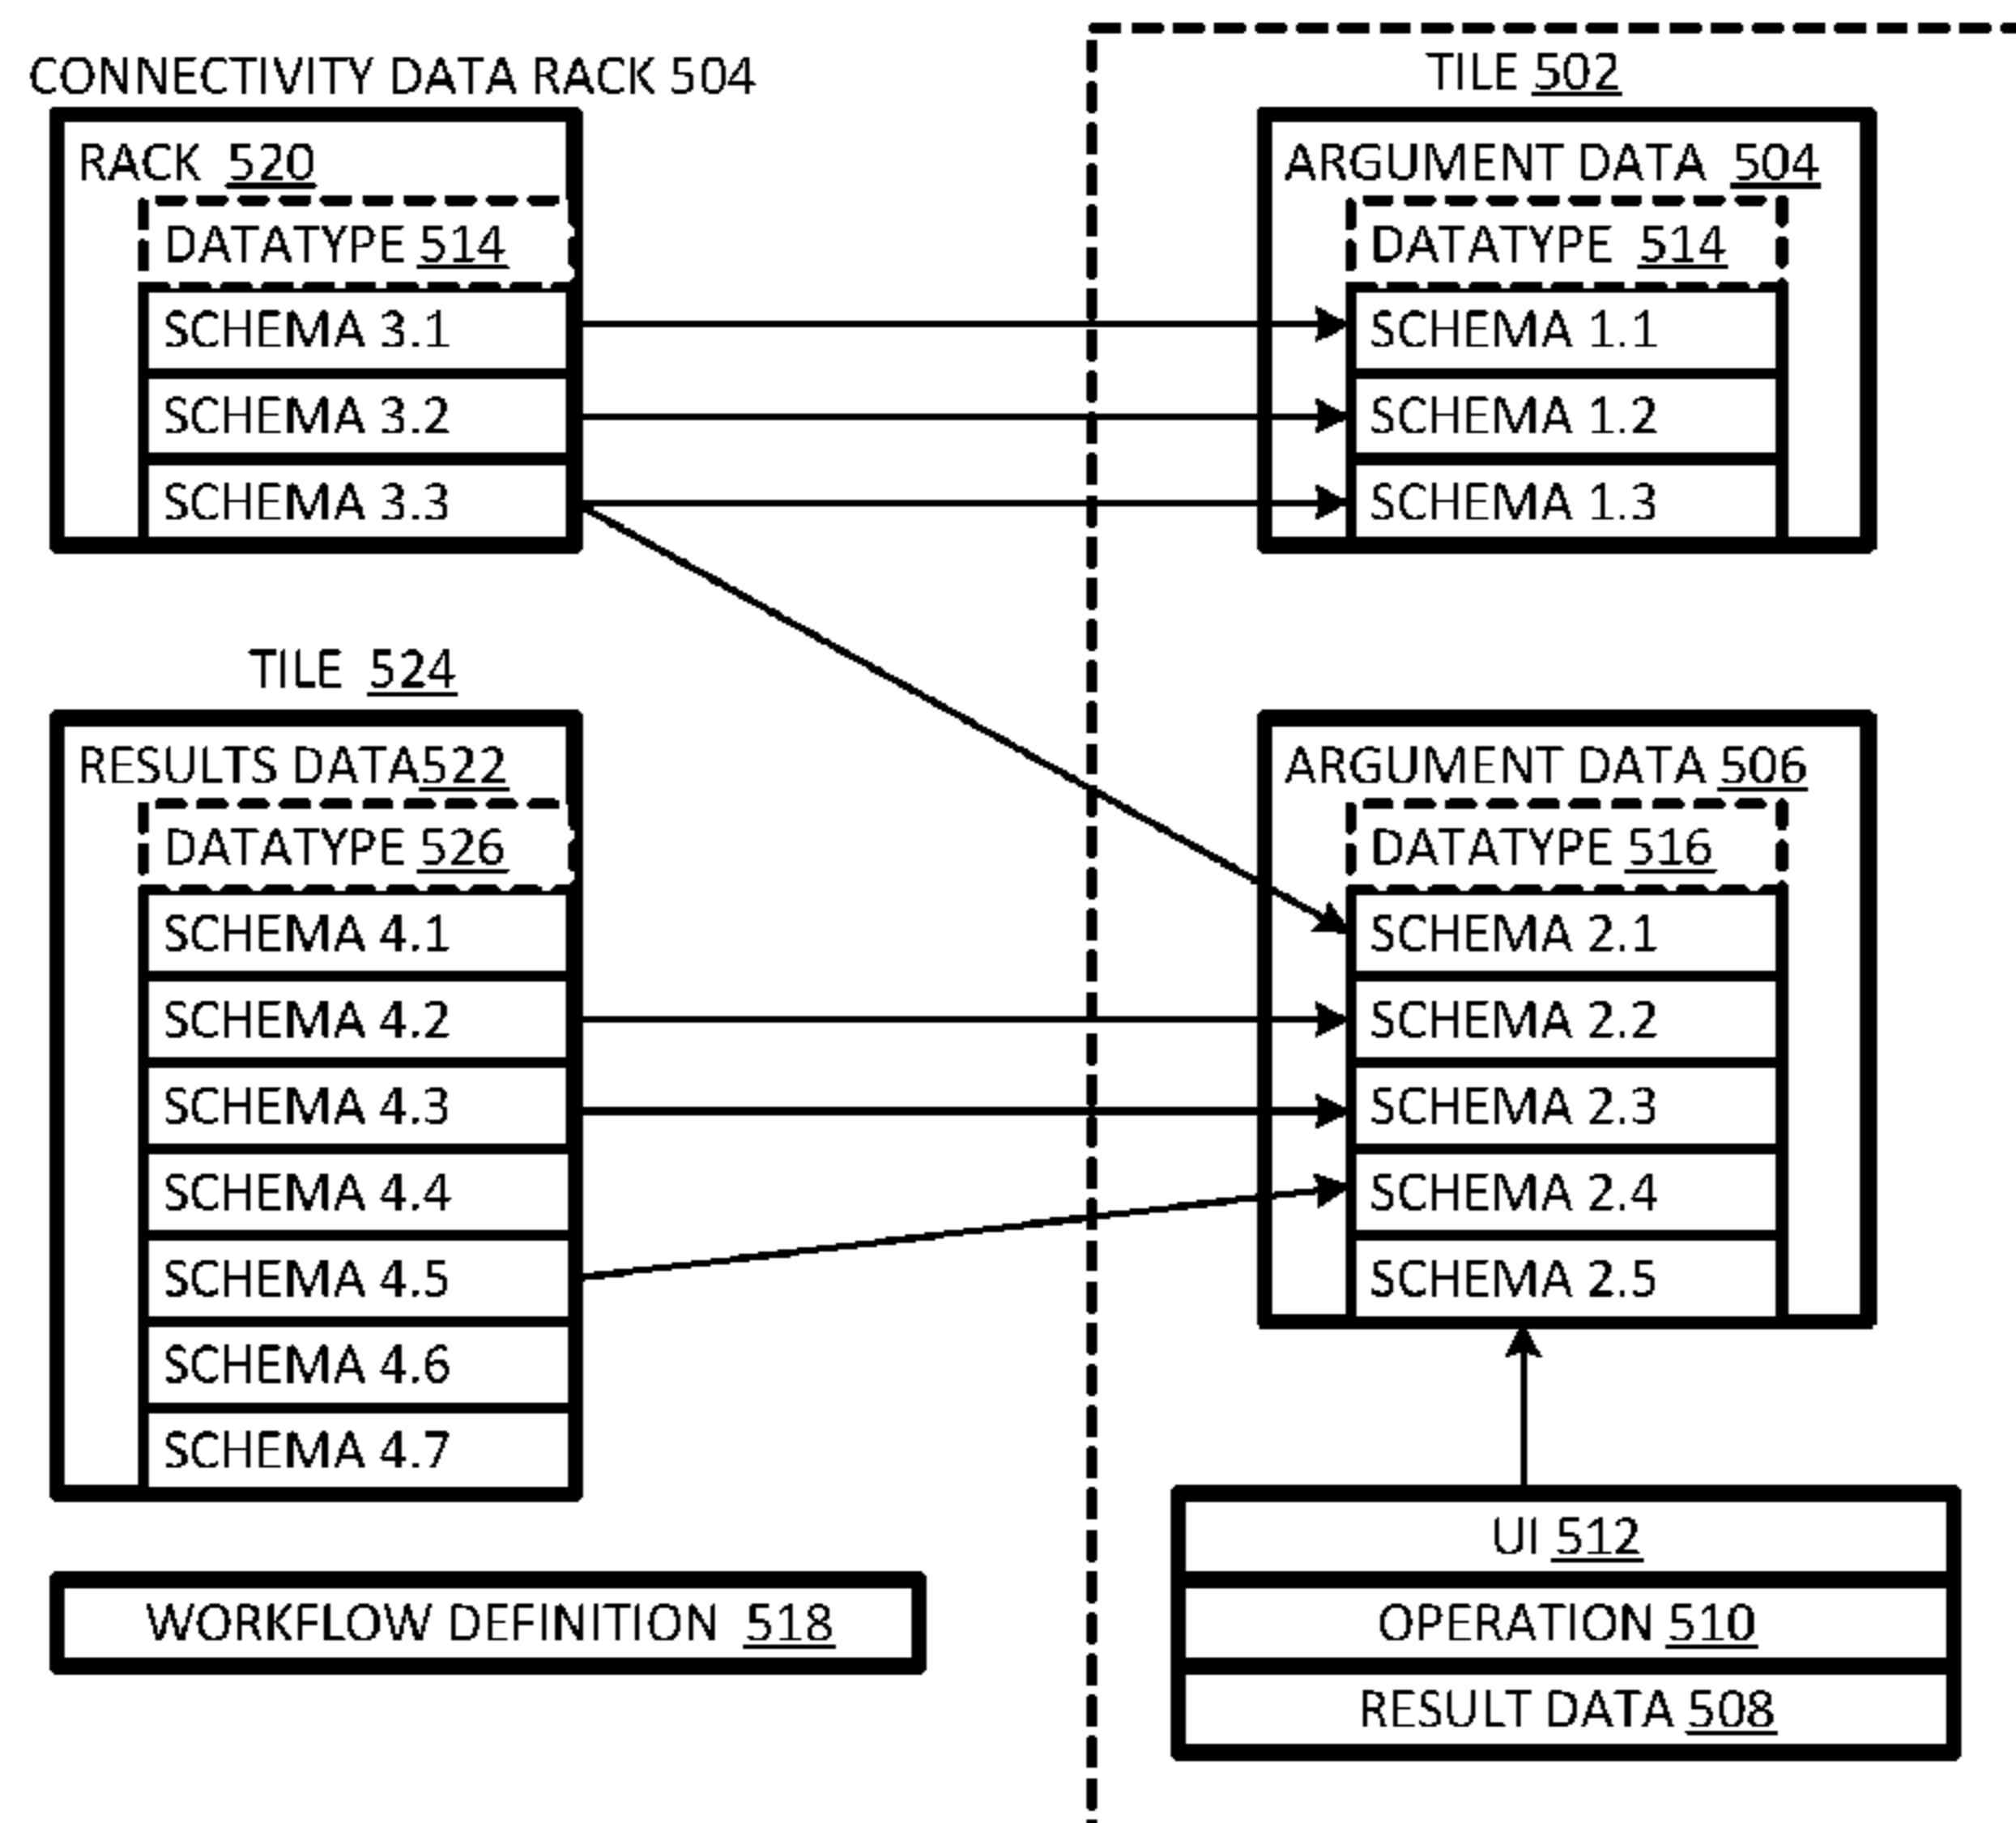 CONNECTIVITY DATA RACK 504
RACK 520
DATATYPE 514
SCHEMA 3.1
SCHEMA 3.2
SCHEMA 3.3
TILE 524
RESULTS DATA522
DATATYPE 526
SCHEMA 4.1
SCHEMA 4.2
SCHEMA 4.3
SCHEMA 4.4
SCHEMA 4.5
SCHEMA 4.6
SCHEMA 4.7
WORKFLOW DEFINITION 518
TILE 502
ARGUMENT DATA 504
DATATYPE 514
SCHEMA 1.1
SCHEMA 1.2
SCHEMA 1.3
ARGUMENT DATA 506
DATATYPE 516
SCHEMA 2.1
SCHEMA 2.2
SCHEMA 2.3
SCHEMA 2.4
SCHEMA 2.5
UI 512
OPERATION 510
RESULT DATA 508